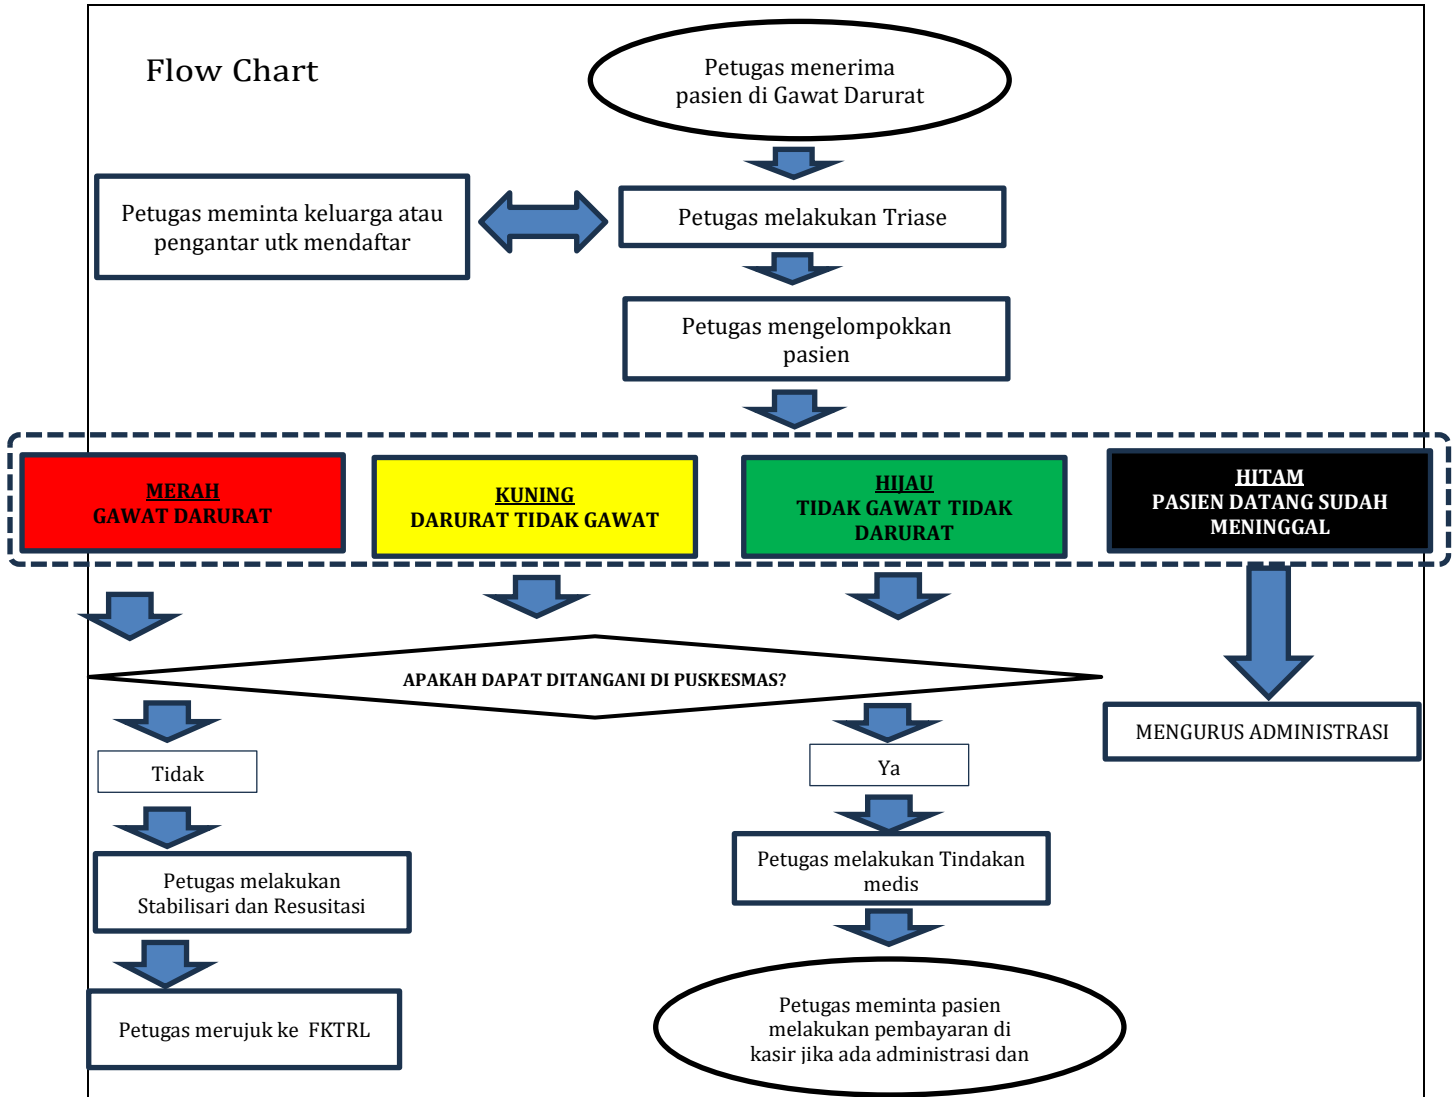 Flow Chart
Petugas menerima
pasien di Gawat Darurat
Petugas meminta keluarga atau
pengantar utk mendaftar
Petugas melakukan Triase
Petugas mengelompokkan
pasien
MERAH
GAWAT DARURAT
KUNING
DARURAT TIDAK GAWAT
HIJAU
TIDAK GAWAT TIDAK
DARURAT
HITAM
PASIEN DATANG SUDAH
MENINGGAL
APAKAH DAPAT DITANGANI DI PUSKESMAS?
MENGURUS ADMINISTRASI
Tidak
Ya
Petugas melakukan
Stabilisari dan Resusitasi
Petugas melakukan Tindakan
medis
Petugas merujuk ke FKTRL
Petugas meminta pasien
melakukan pembayaran di
kasir jika ada administrasi dan